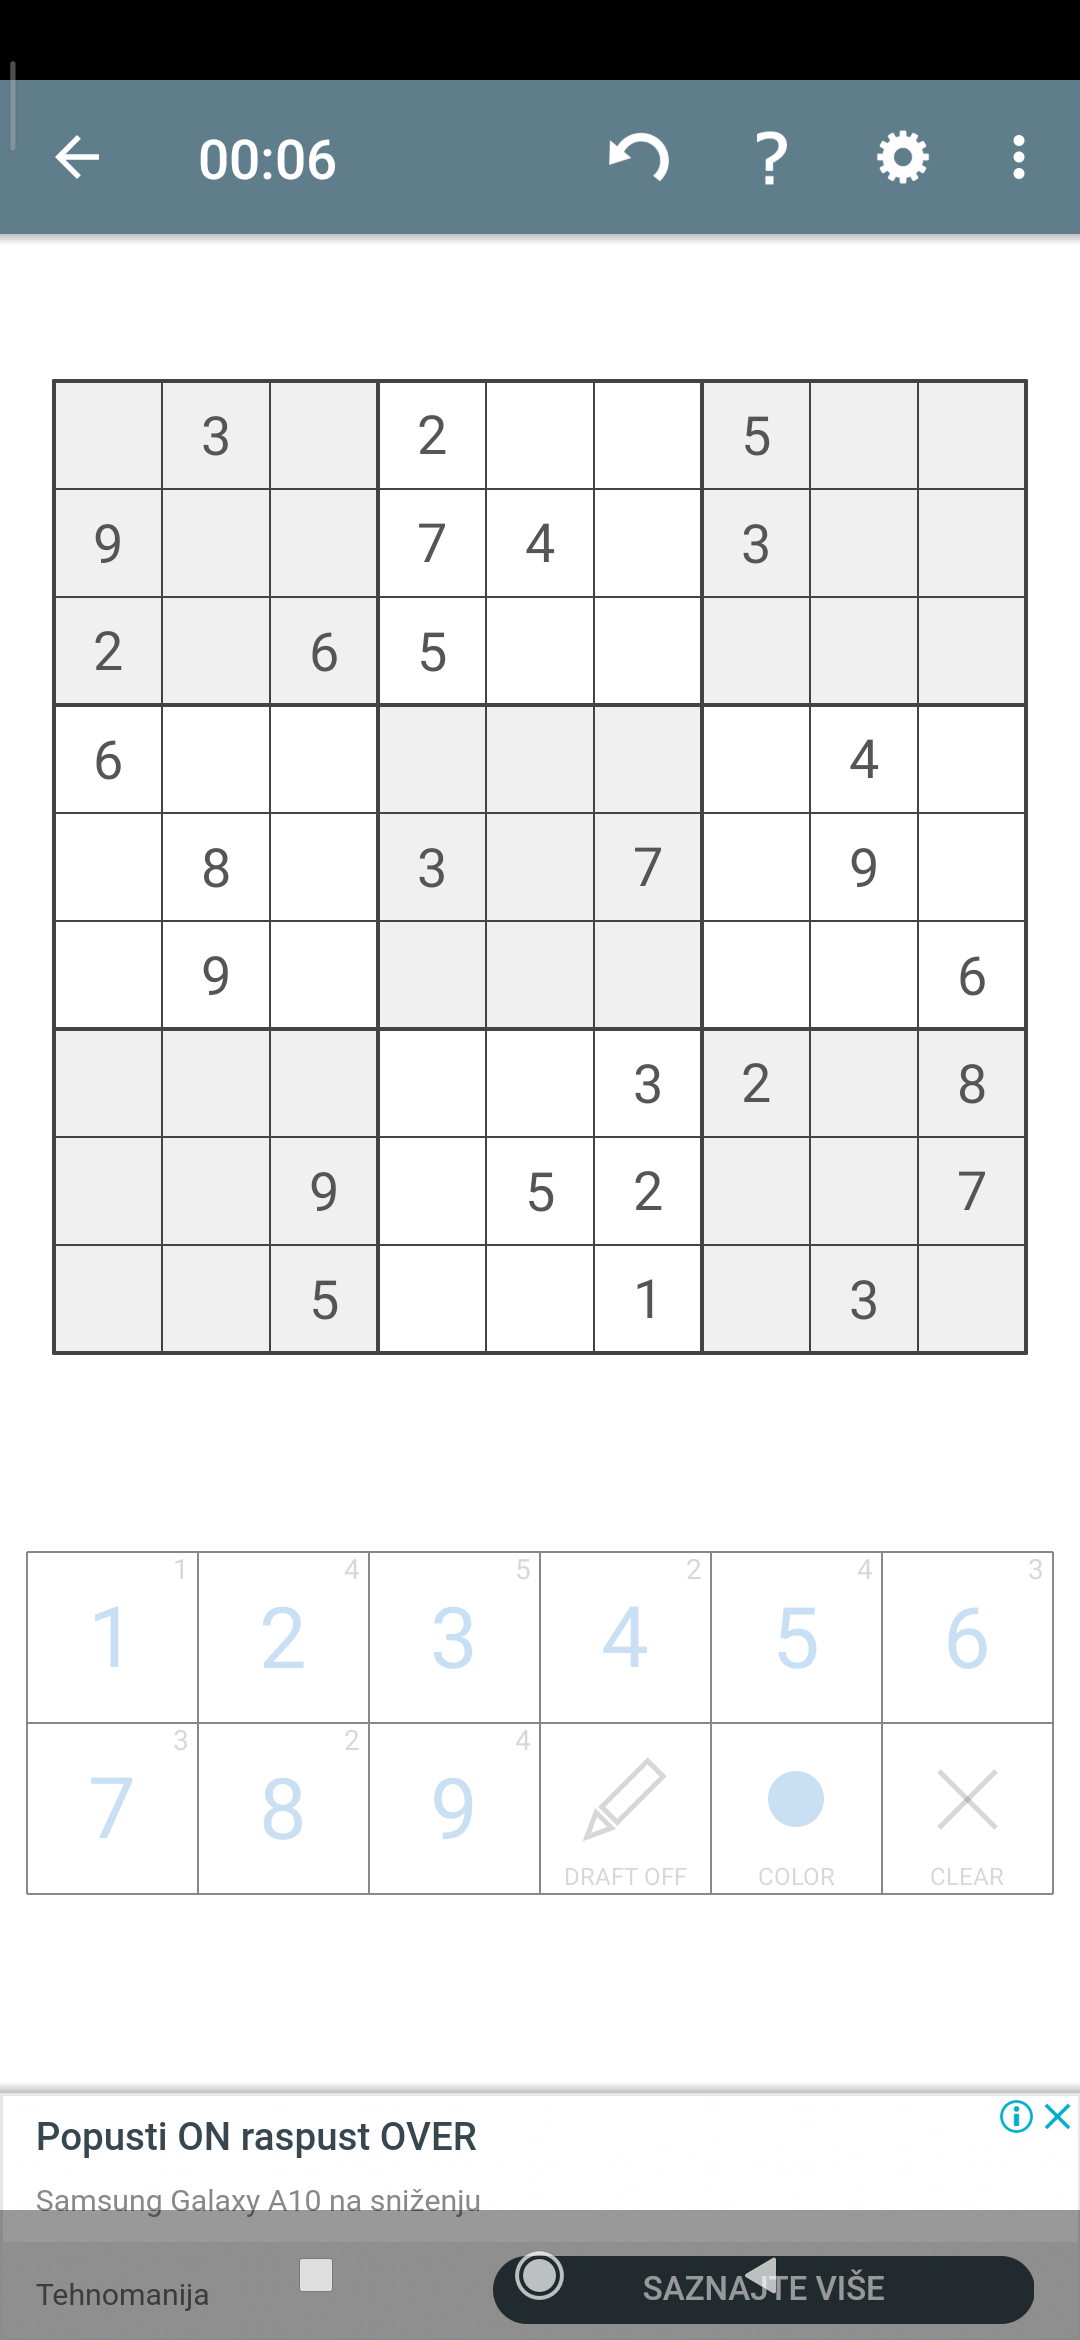 00:06
3 2 5
9 7 4 3
2 6 5
6 4
8 3 7 9
9 6
3 2 8
9 5 2 7
5 1 3
1 4 5 2 4 3
1 2 3 4 5 6
3 2 4
7 8 9
DRAFT OFF COLOR CLEAR
Popusti ON raspust OVER
Samsung Galaxy A10 na sniženju
Tehnomanija
SAZNAJTE VIŠE